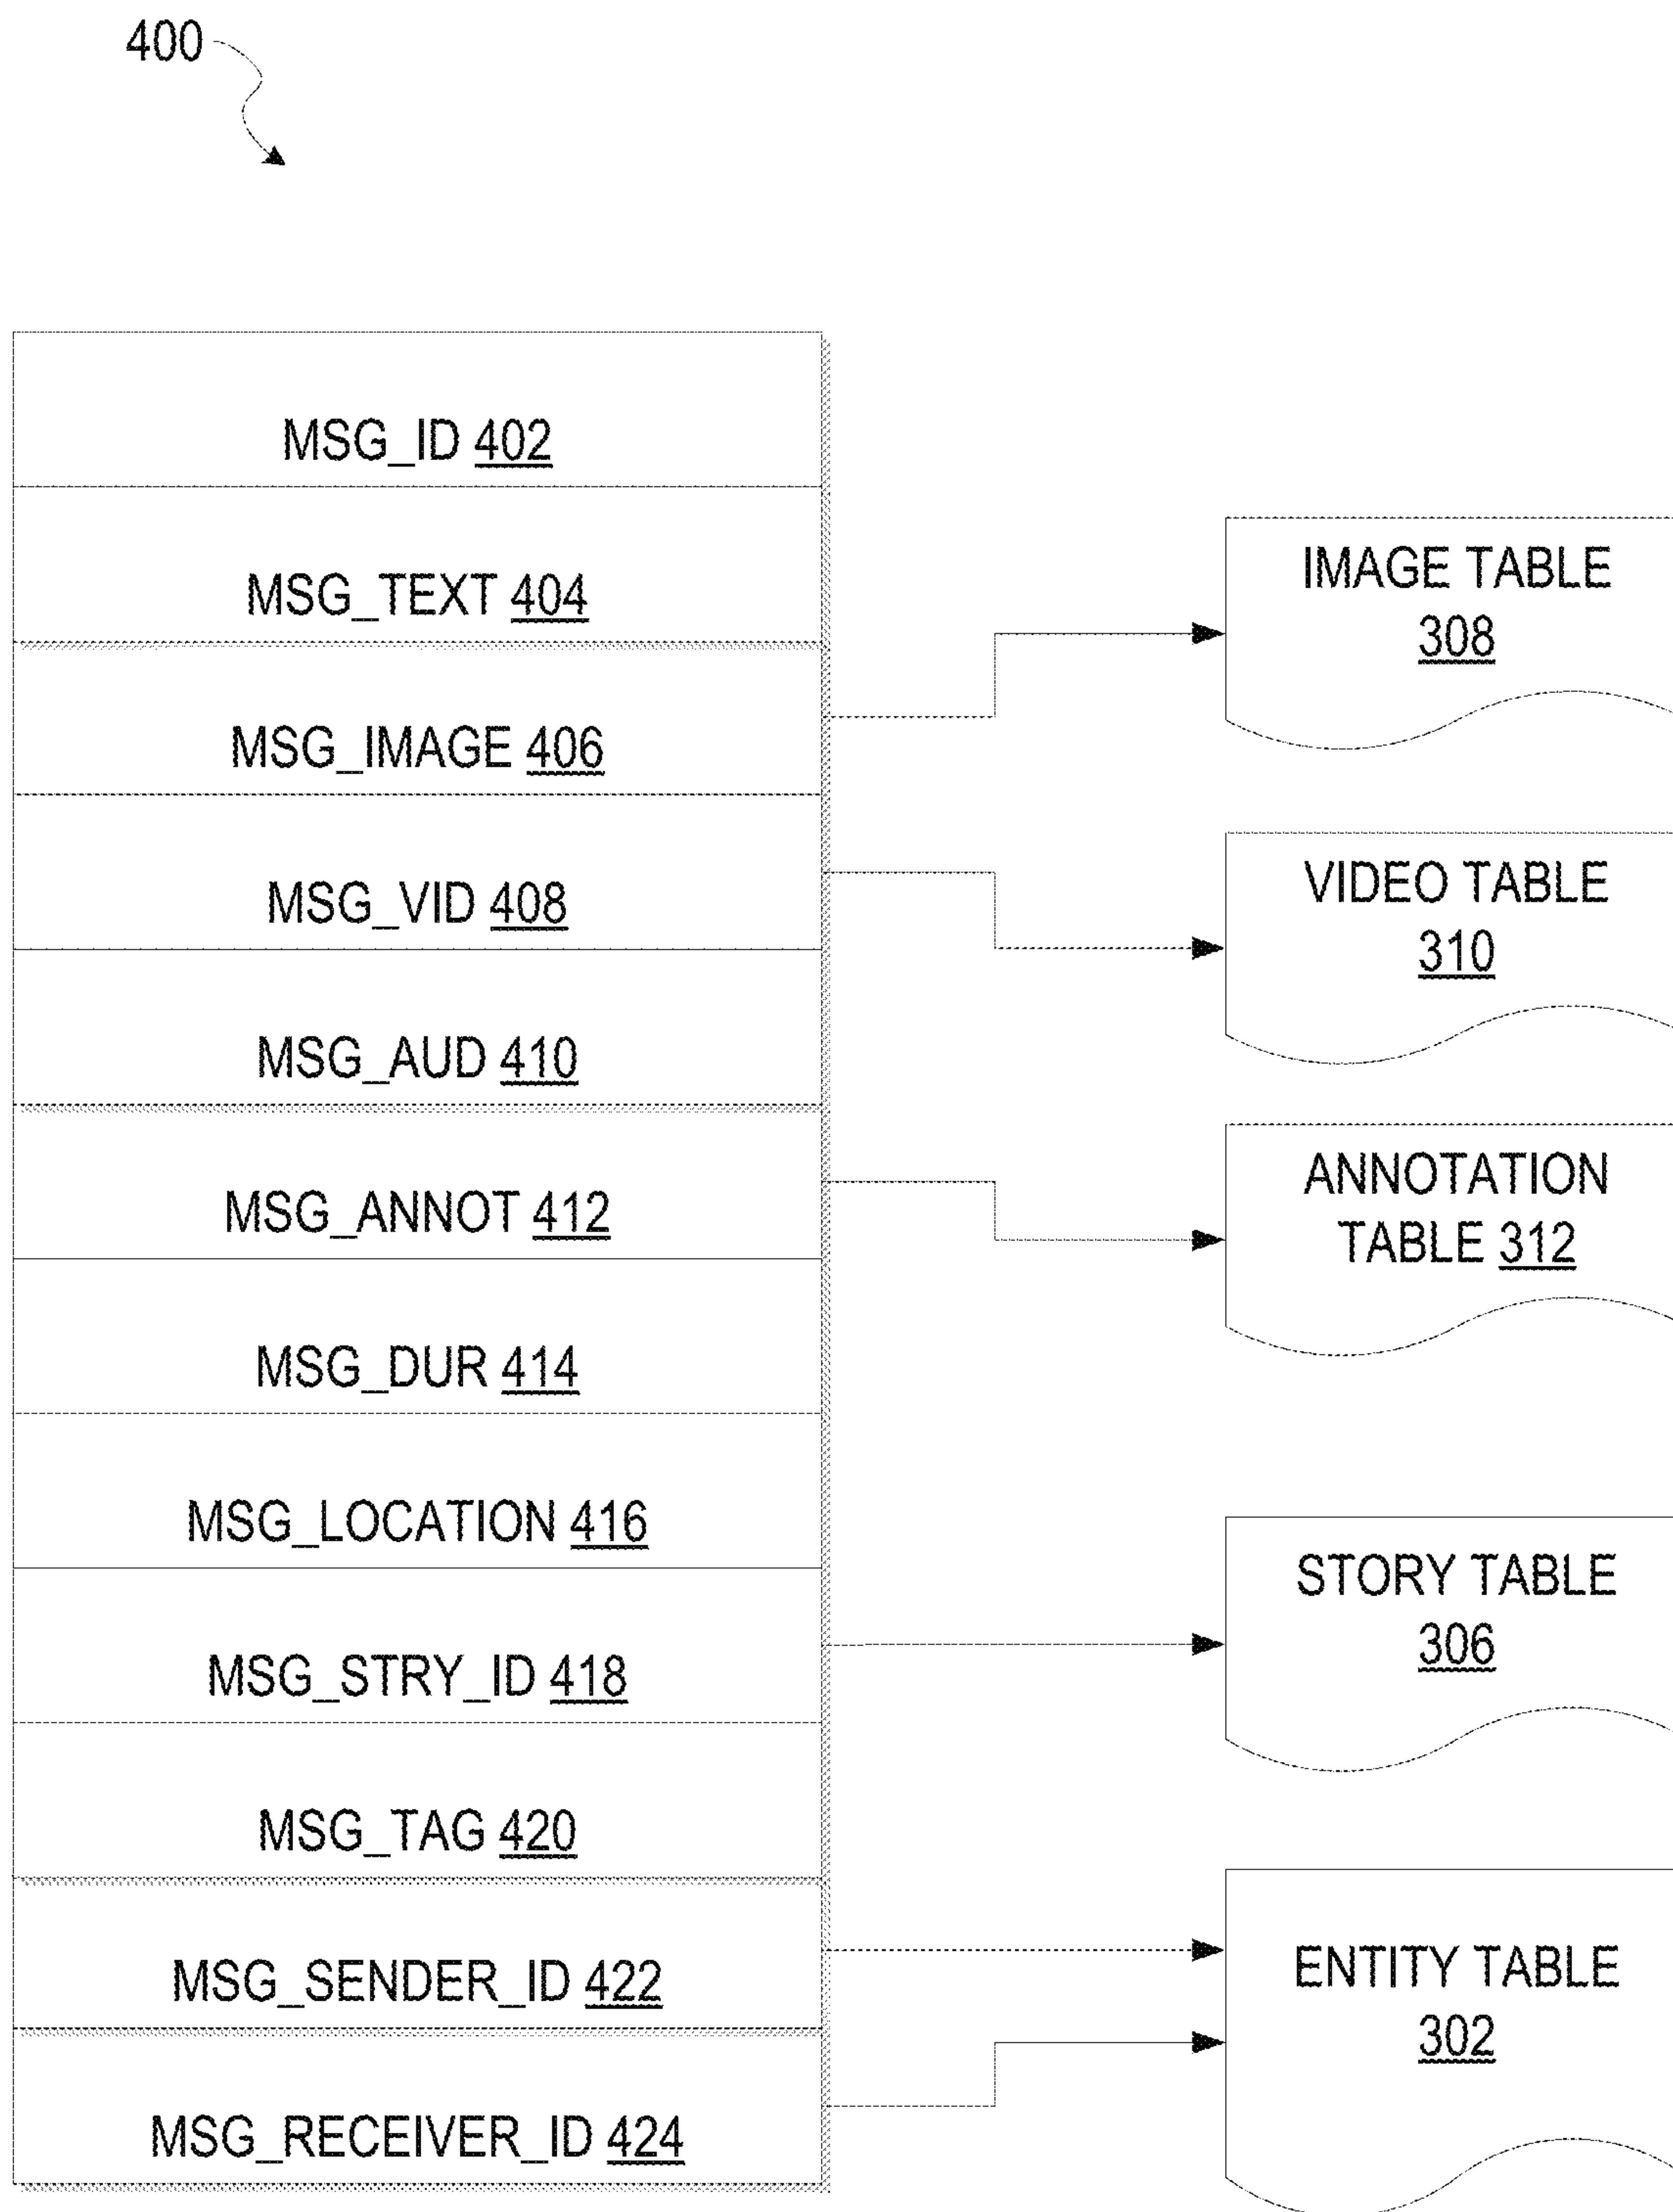 400
MSG_ID 402
MSG_TEXT 404
MSG_IMAGE 406
MSG_VID 408
MSG_AUD 410
MSG_ANNOT 412
MSG_DUR 414
MSG_LOCATION 416
MSG_STRY_ID 418
MSG_TAG 420
MSG_SENDER_ID 422
MSG_RECEIVER_ID 424
IMAGE TABLE
308
VIDEO TABLE
310
ANNOTATION
TABLE 312
STORY TABLE
306
ENTITY TABLE
302